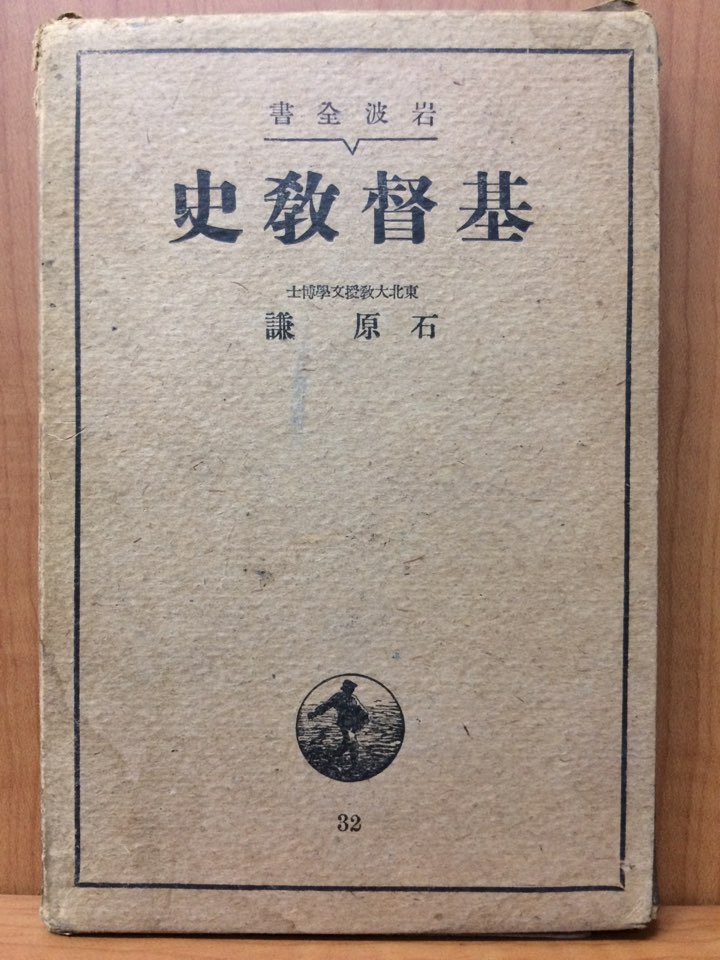 岩波全書
基督教史
東北大教授文學博士
石原謙
32